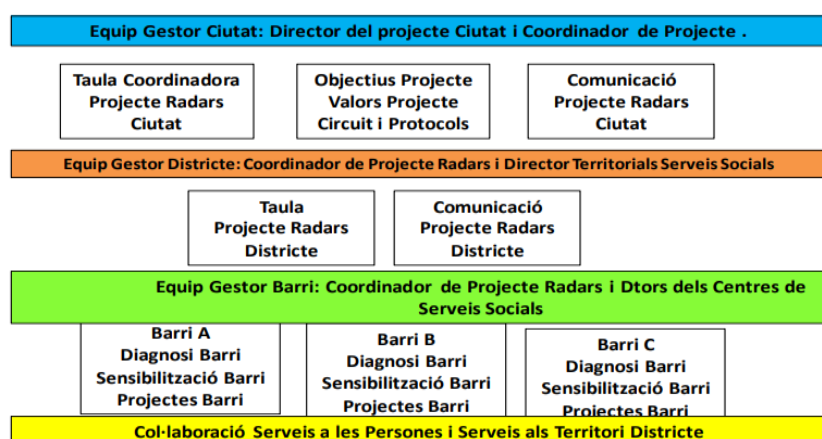 Equip Gestor Ciutat: Director del projecte Ciutat i Coordinador de Projecte .
Taula Coordinadora
Projecte Radars
Ciutat
Objectius Projecte
Valors Projecte
Circuit i Protocols
Comunicació
Projecte Radars
Ciutat
Equip Gestor Districte: Coordinador de Projecte Radars i Director Territorials Serveis Socials
Taula
Projecte Radars
Districte
Comunicació
Projecte Radars
Districte
Equip Gestor Barri: Coordinador de Projecte Radars i Dtors dels Centres de
Serveis Socials
Barri A
Diagnosi Barri
Sensibilització Barri
Projectes Barri
Barri B
Diagnosi Barri
Sensibilització Barri
Projectes Barri
Barri C
Diagnosi Barri
Sensibilització Barri
Projectes Barri
Col·laboració Serveis a les Persones i Serveis als Territori Districte